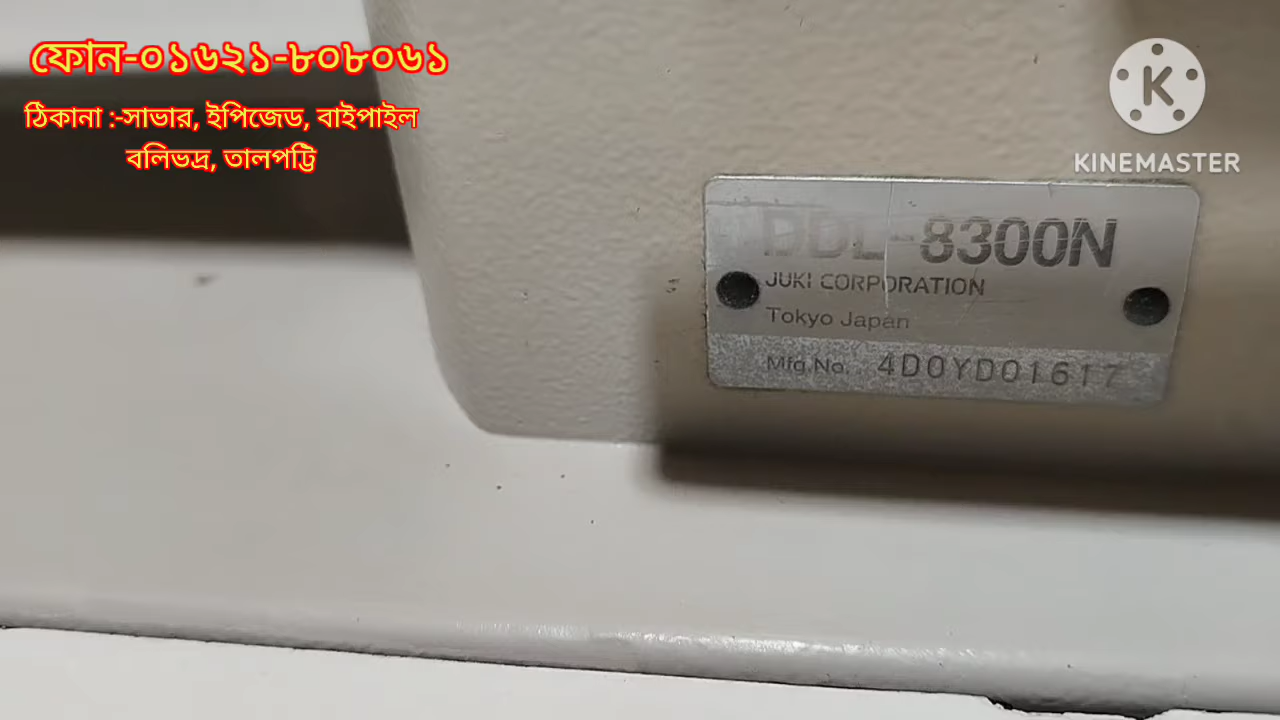 ফোন-০১৬২১-৮০৮০৬১
ঠিকানা :-সাভার, ইপিজেড, বাইপাইল
বলিভদ্র, তালপট্টি
KINEMASTER
DDL-8300N
JUKI CORPORATION
Tokyo Japan
Mfg.No. 4D0YD01617